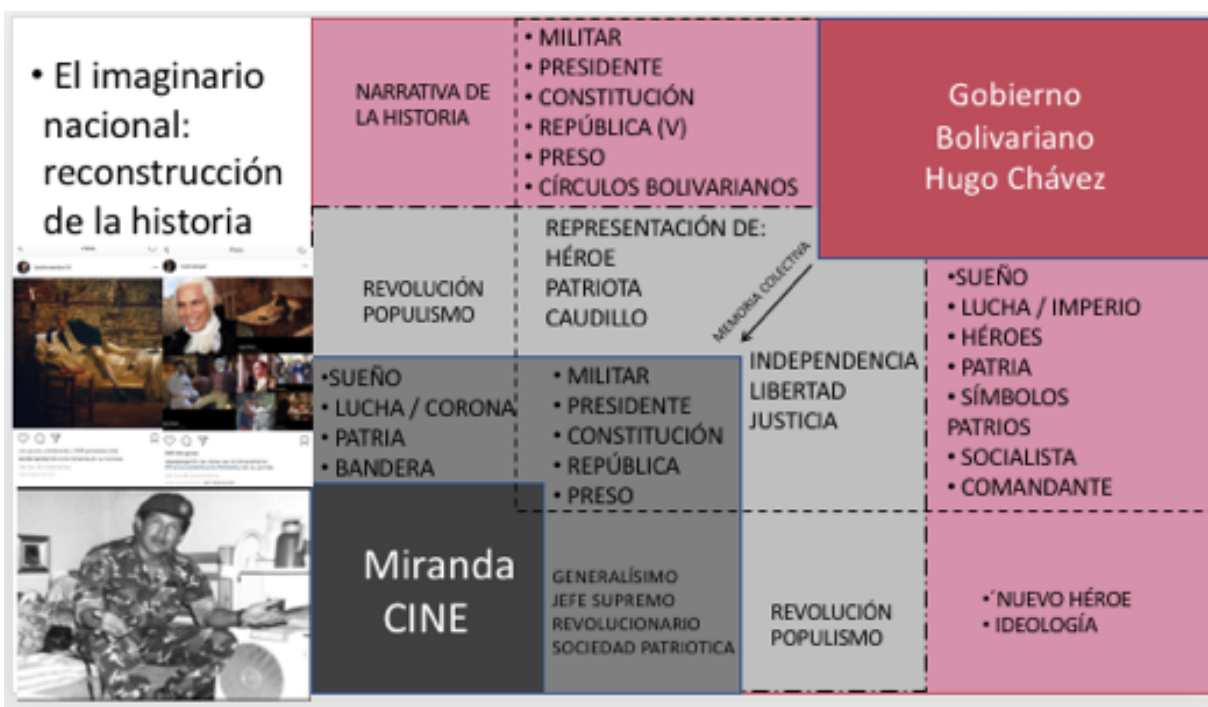 • El imaginario
nacional:
reconstrucción
de la historia
NARRATIVA DE
LA HISTORIA
• MILITAR
• PRESIDENTE
• CONSTITUCIÓN
• REPÚBLICA (V)
• PRESO
• CÍRCULOS BOLIVARIANOS
Gobierno
Bolivariano
Hugo Chávez
REVOLUCIÓN
POPULISMO
REPRESENTACIÓN DE:
HÉROE
PATRIOTA
CAUDILLO
MEMORIA COLECTIVA
INDEPENDENCIA
LIBERTAD
JUSTICIA
•SUEÑO
• LUCHA / IMPERIO
• HÉROES
• PATRIA
• SÍMBOLOS
PATRIOS
• SOCIALISTA
• COMANDANTE
•SUEÑO
• LUCHA / CORONA
• PATRIA
• BANDERA
• MILITAR
• PRESIDENTE
• CONSTITUCIÓN
• REPÚBLICA
• PRESO
Miranda
CINE
GENERALÍSIMO
JEFE SUPREMO
REVOLUCIONARIO
SOCIEDAD PATRIOTICA
REVOLUCIÓN
POPULISMO
•´NUEVO HÉROE
• IDEOLOGÍA